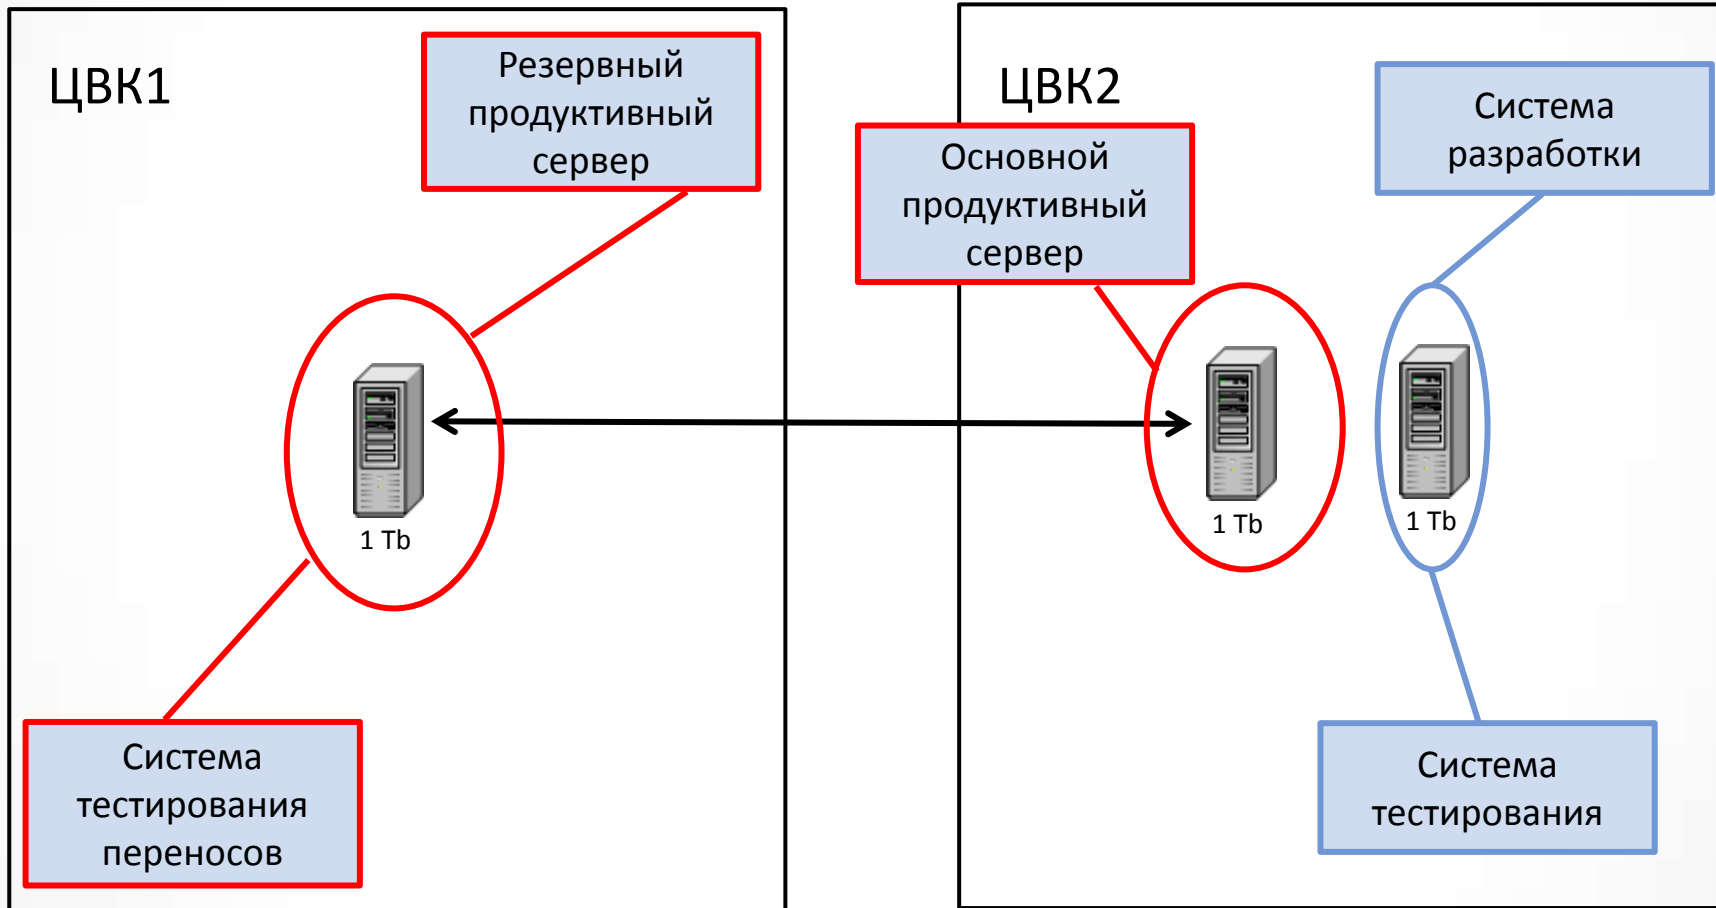 ЦВК1
Резервный
продуктивный
сервер
1 Tb
Система
тестирования
переносов
ЦВК2
Основной
продуктивный
сервер
Система
разработки
1 Tb
1 Tb
Система
тестирования